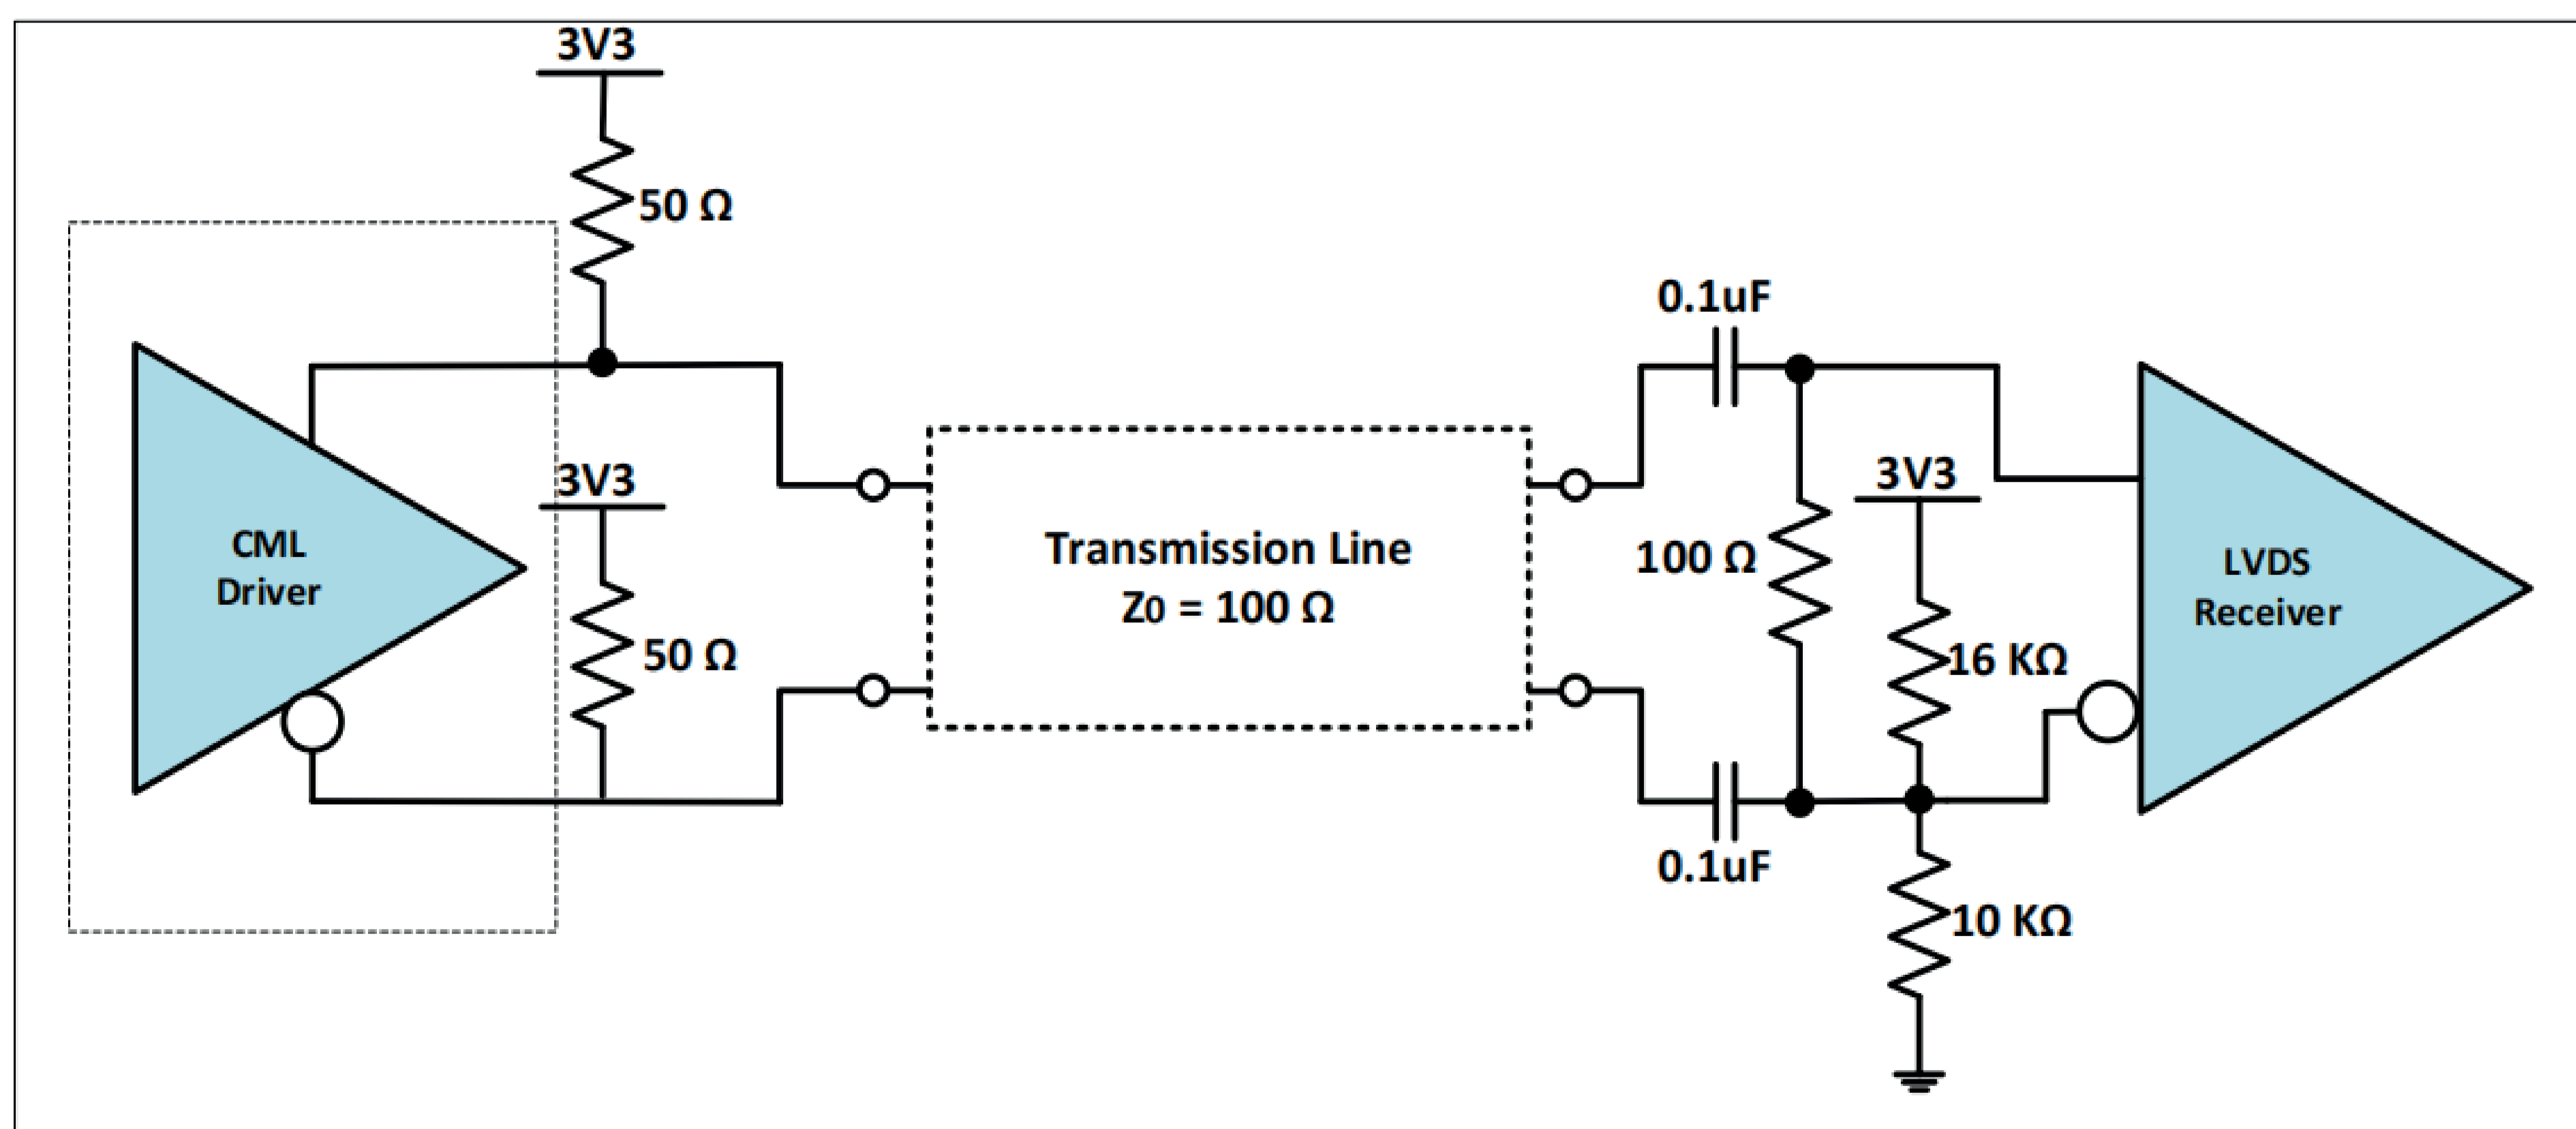 3V3
50 Ω
0.1uF
3V3
3V3
CML
Driver
Transmission Line
Z0 = 100 Ω
100 Ω
LVDS
Receiver
50 Ω
16 KΩ
0.1uF
10 KΩ